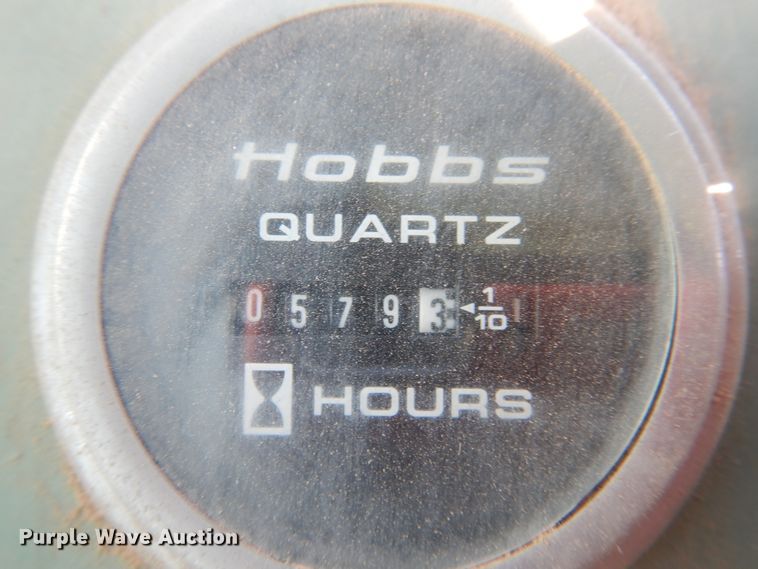 Hobbs
QUARTZ
0 5 7 9 3 1/10
HOURS
Purple Wave Auction